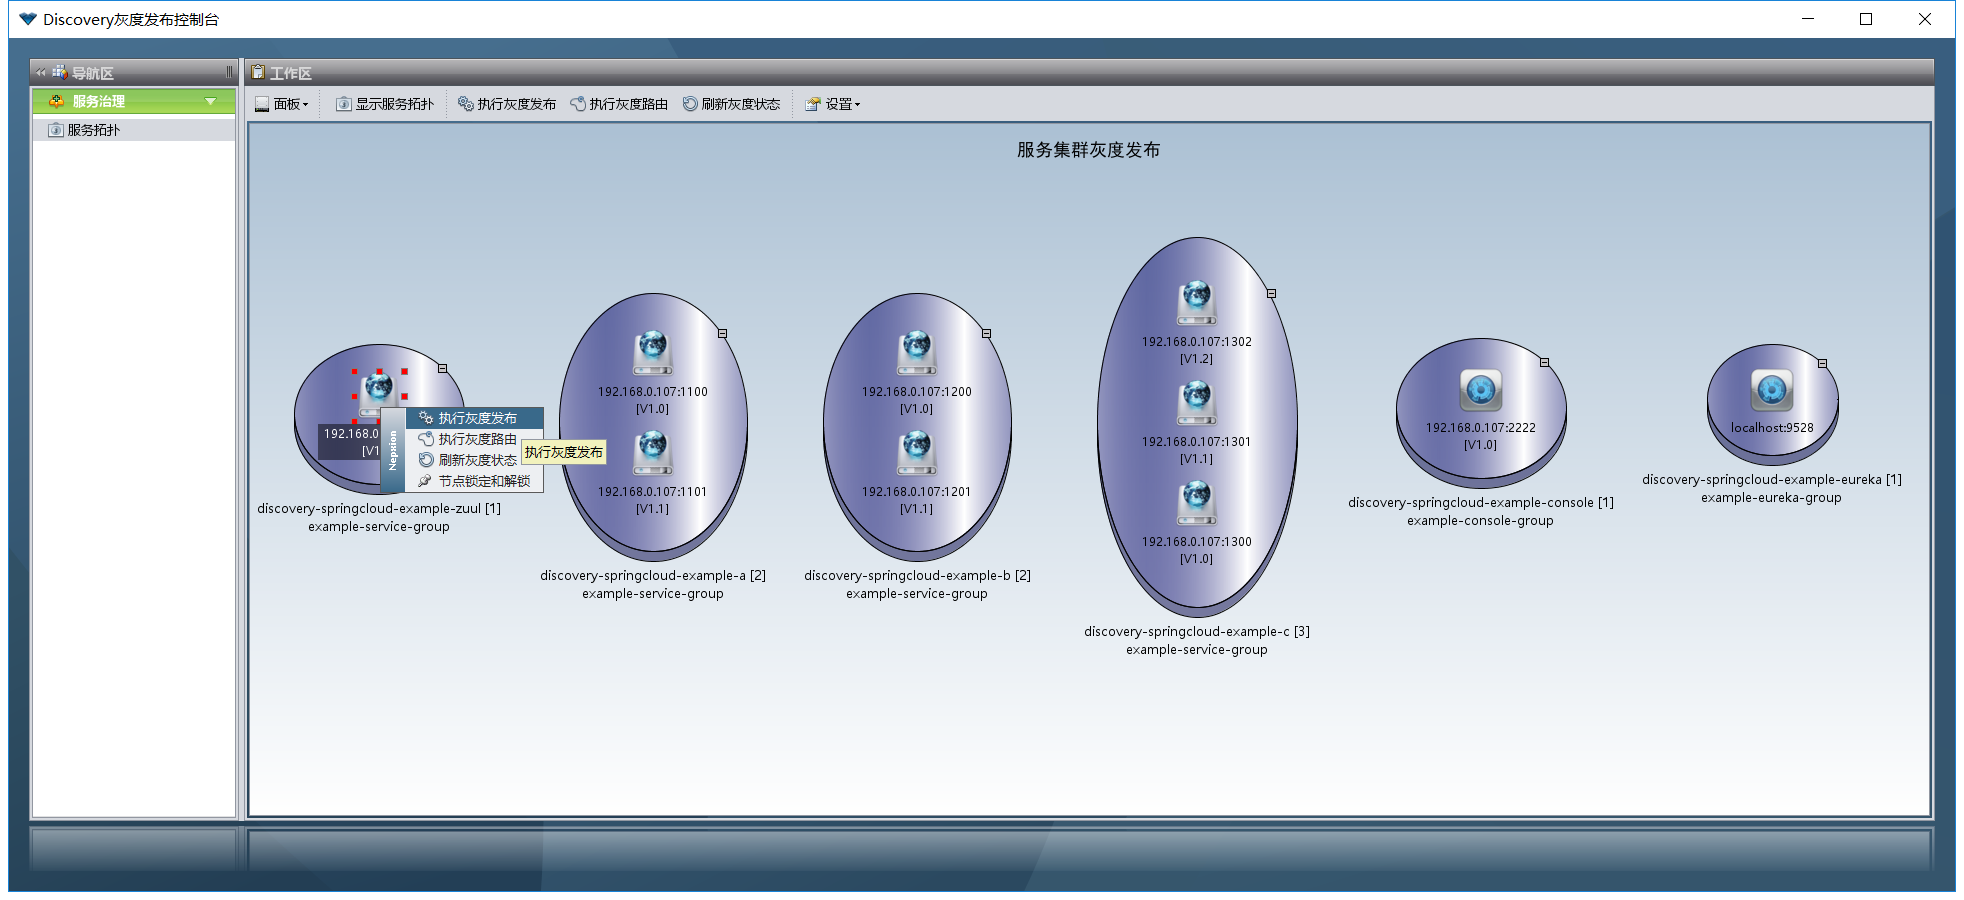 Discovery灰度发布控制台
导航区
工作区
服务治理
服务拓扑
面板
显示服务拓扑
执行灰度发布
执行灰度路由
刷新灰度状态
设置
服务集群灰度发布
192.168.0
[V1
Nepxion
执行灰度发布
执行灰度路由
刷新灰度状态
节点锁定和解锁
执行灰度发布
discovery-springcloud-example-zuul [1]
example-service-group
192.168.0.107:1100
[V1.0]
192.168.0.107:1101
[V1.1]
discovery-springcloud-example-a [2]
example-service-group
192.168.0.107:1200
[V1.0]
192.168.0.107:1201
[V1.1]
discovery-springcloud-example-b [2]
example-service-group
192.168.0.107:1302
[V1.2]
192.168.0.107:1301
[V1.1]
192.168.0.107:1300
[V1.0]
discovery-springcloud-example-c [3]
example-service-group
192.168.0.107:2222
[V1.0]
discovery-springcloud-example-console [1]
example-console-group
localhost:9528
discovery-springcloud-example-eureka [1]
example-eureka-group